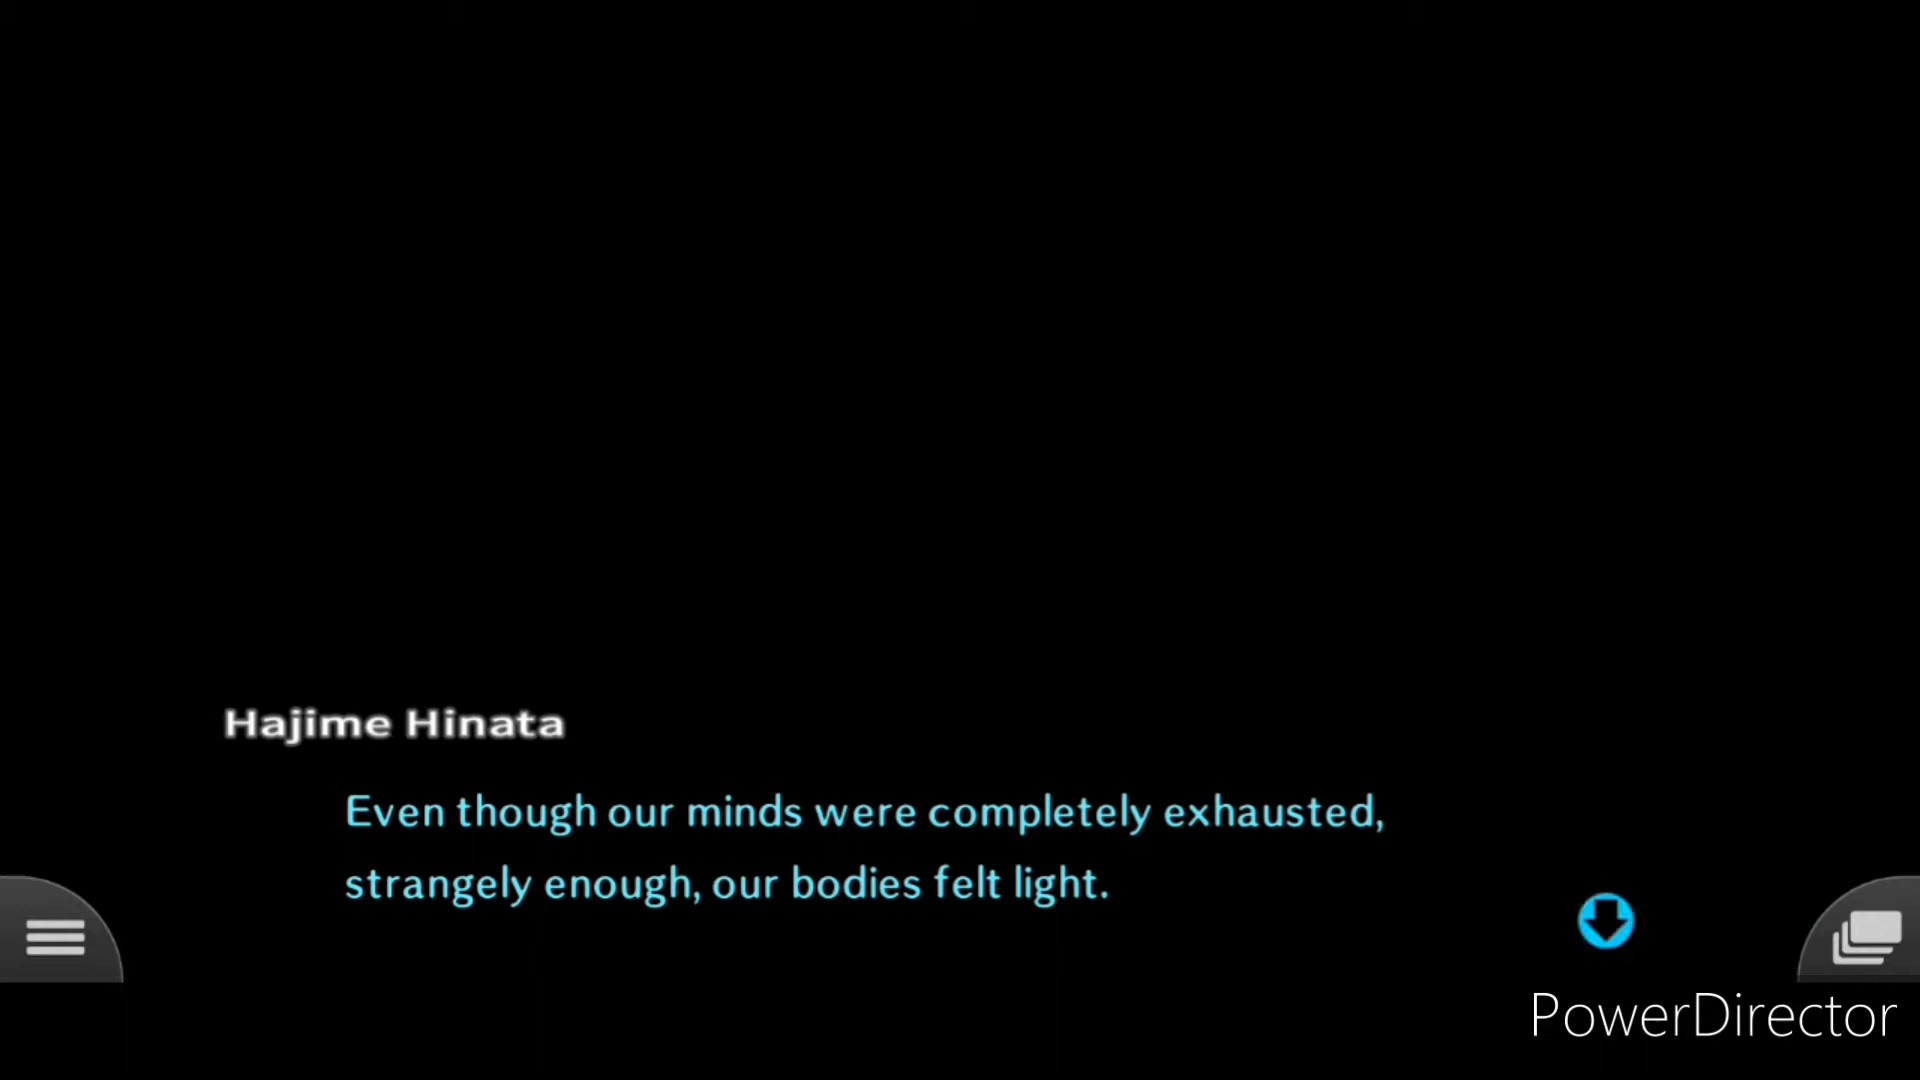 Hajime Hinata
Even though our minds were completely exhausted,
strangely enough, our bodies felt light.
PowerDirector